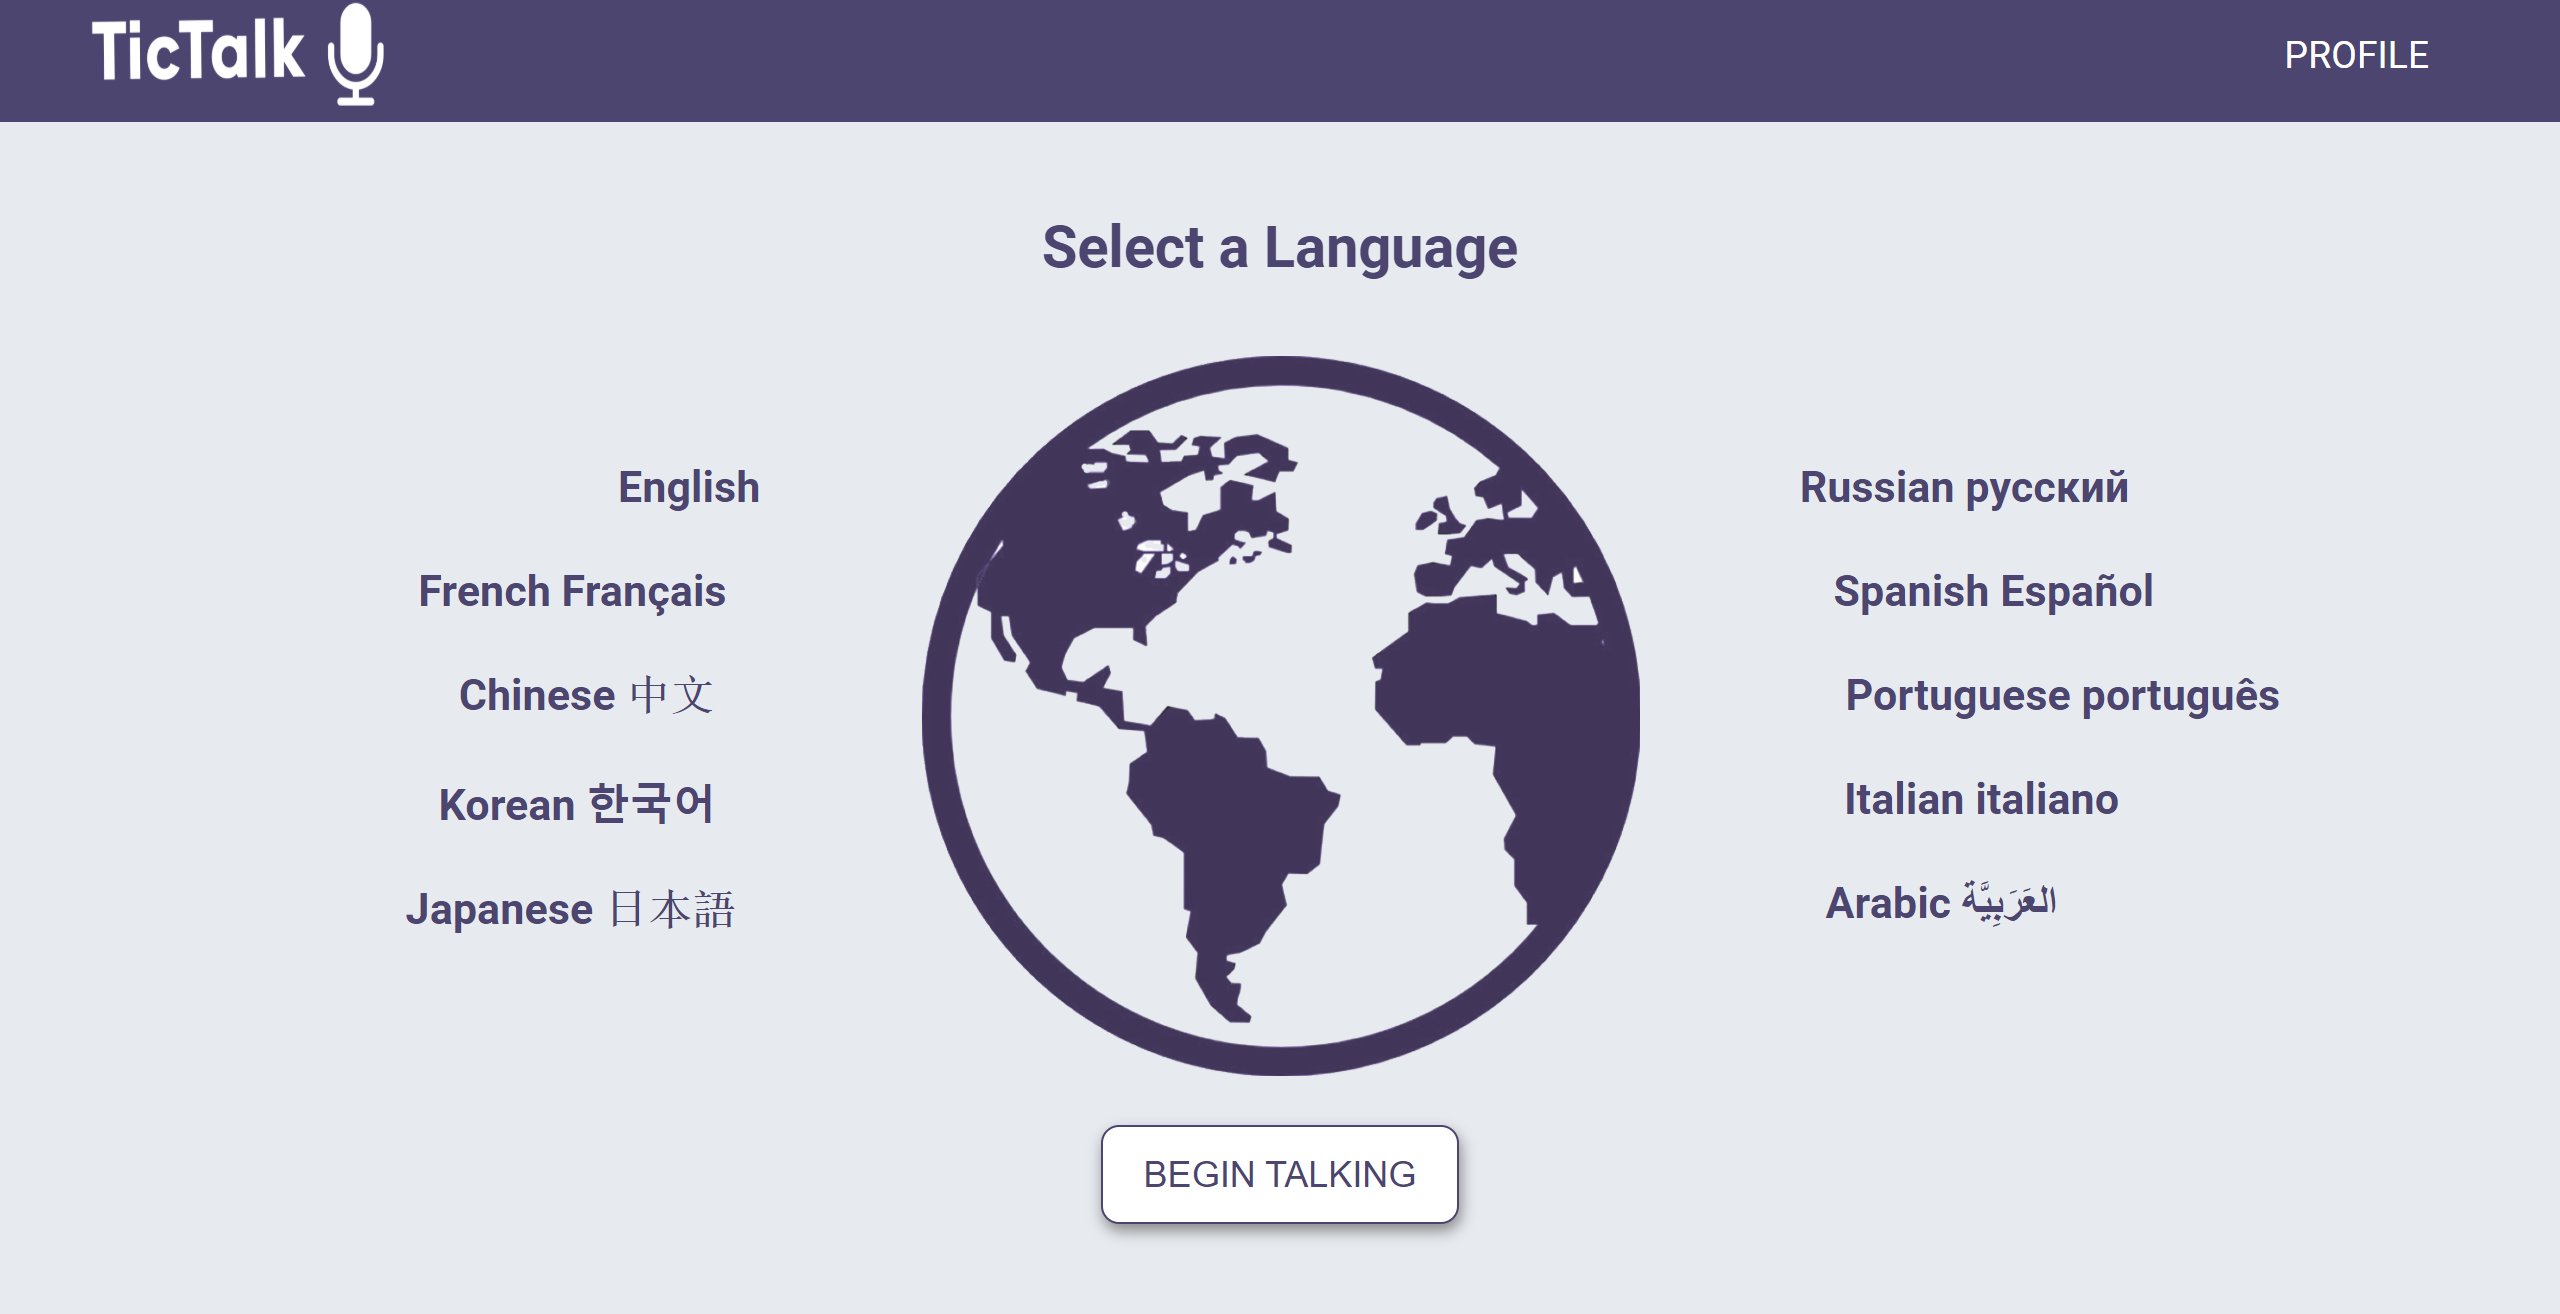 TicTalk
PROFILE
Select a Language
English
French Français
Chinese 中文
Korean 한국어
Japanese 日本語
Russian русский
Spanish Español
Portuguese português
Italian italiano
Arabic العَرَبِيَّة
BEGIN TALKING